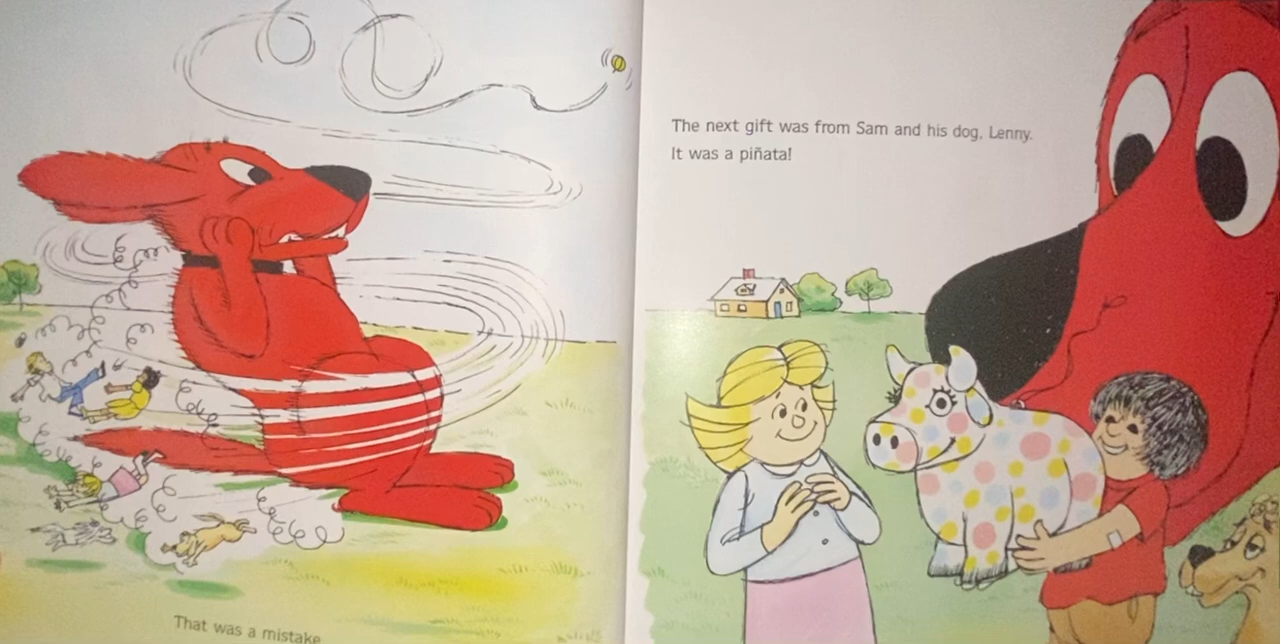 That was a mistake
The next gift was from Sam and his dog, Lenny.
It was a piñata!